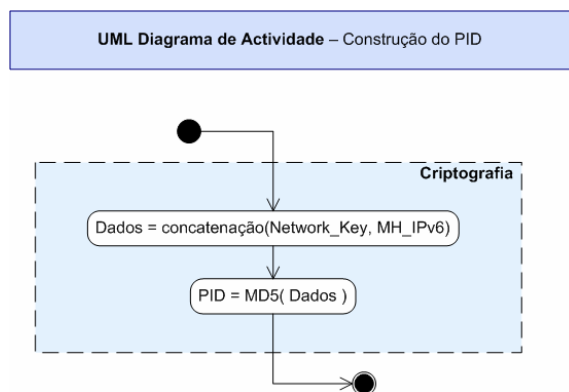 UML Diagrama de Actividade – Construção do PID
Criptografia
Dados = concatenação(Network_Key, MH_IPv6)
PID = MD5( Dados )